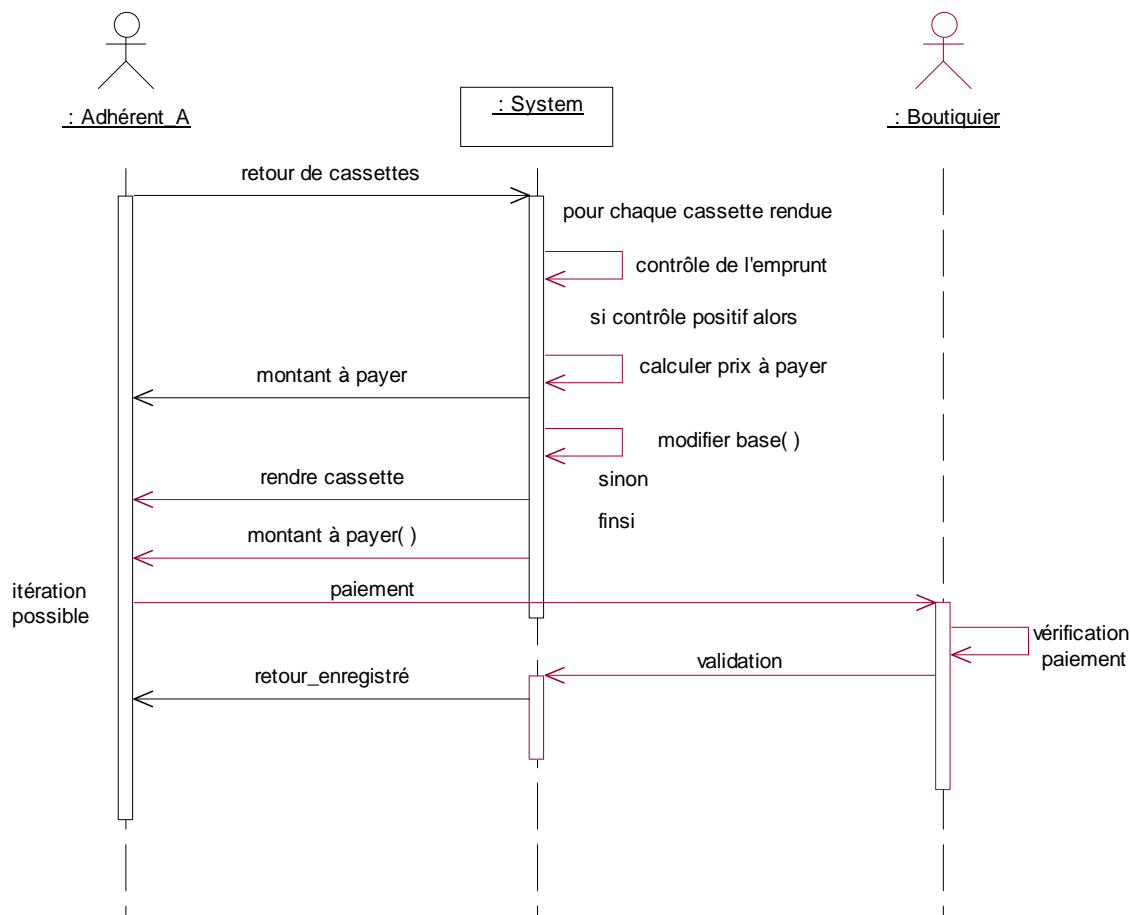 : Adhérent_A
: System
: Boutiquier
retour de cassettes
pour chaque cassette rendue
contrôle de l'emprunt
si contrôle positif alors
calculer prix à payer
montant à payer
modifier base( )
rendre cassette
sinon
finsi
montant à payer( )
itération
possible
paiement
vérification
paiement
validation
retour_enregistré